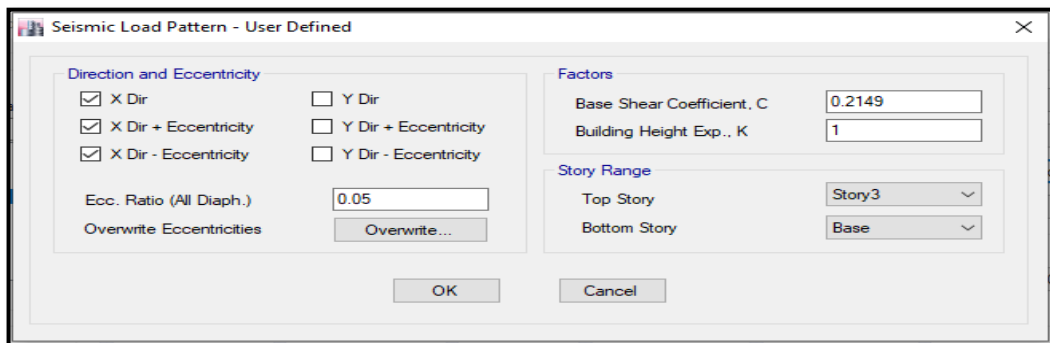 Seismic Load Pattern - User Defined
Direction and Eccentricity
X Dir
Y Dir
X Dir + Eccentricity
Y Dir + Eccentricity
X Dir - Eccentricity
Y Dir - Eccentricity
Ecc. Ratio (All Diaph.)
0.05
Overwrite Eccentricities
Overwrite...
Factors
Base Shear Coefficient, C
0.2149
Building Height Exp., K
1
Story Range
Top Story
Story3
Bottom Story
Base
OK
Cancel